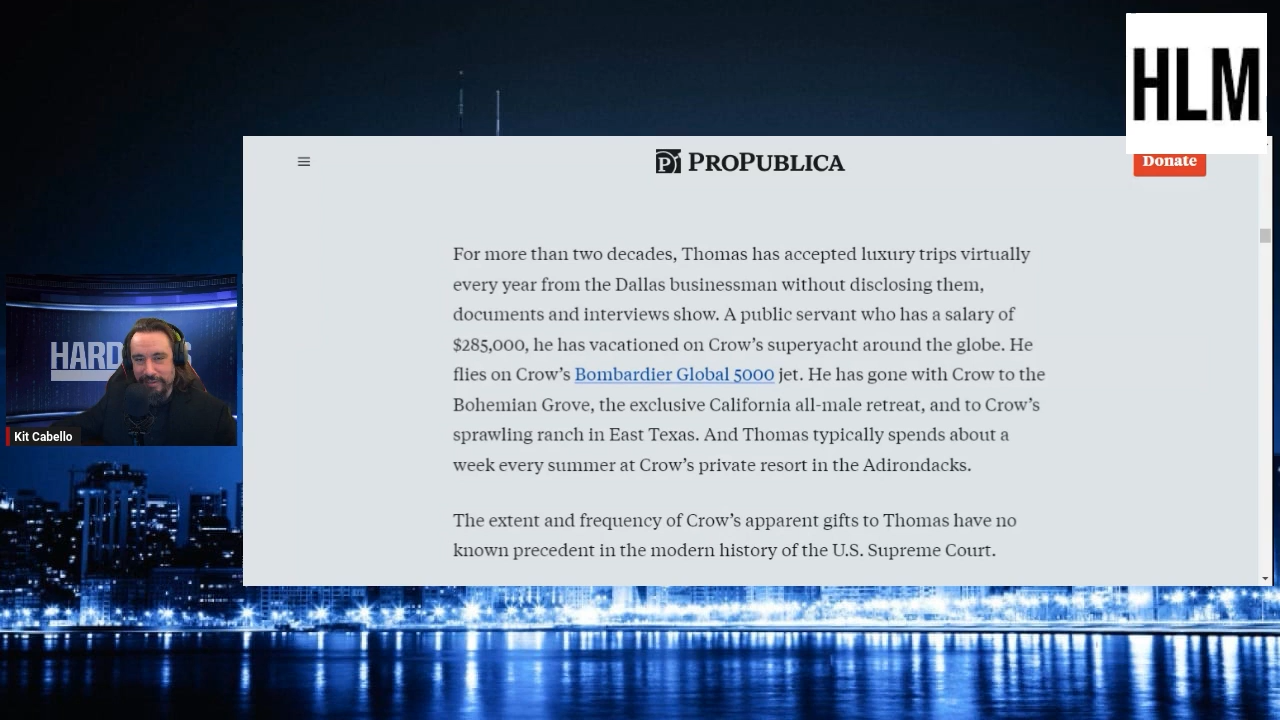 HLM
PROPUBLICA
Donate
For more than two decades, Thomas has accepted luxury trips virtually
every year from the Dallas businessman without disclosing them,
documents and interviews show. A public servant who has a salary of
$285,000, he has vacationed on Crow’s superyacht around the globe. He
flies on Crow’s Bombardier Global 5000 jet. He has gone with Crow to the
Bohemian Grove, the exclusive California all-male retreat, and to Crow’s
sprawling ranch in East Texas. And Thomas typically spends about a
week every summer at Crow’s private resort in the Adirondacks.
The extent and frequency of Crow’s apparent gifts to Thomas have no
known precedent in the modern history of the U.S. Supreme Court.
Kit Cabello